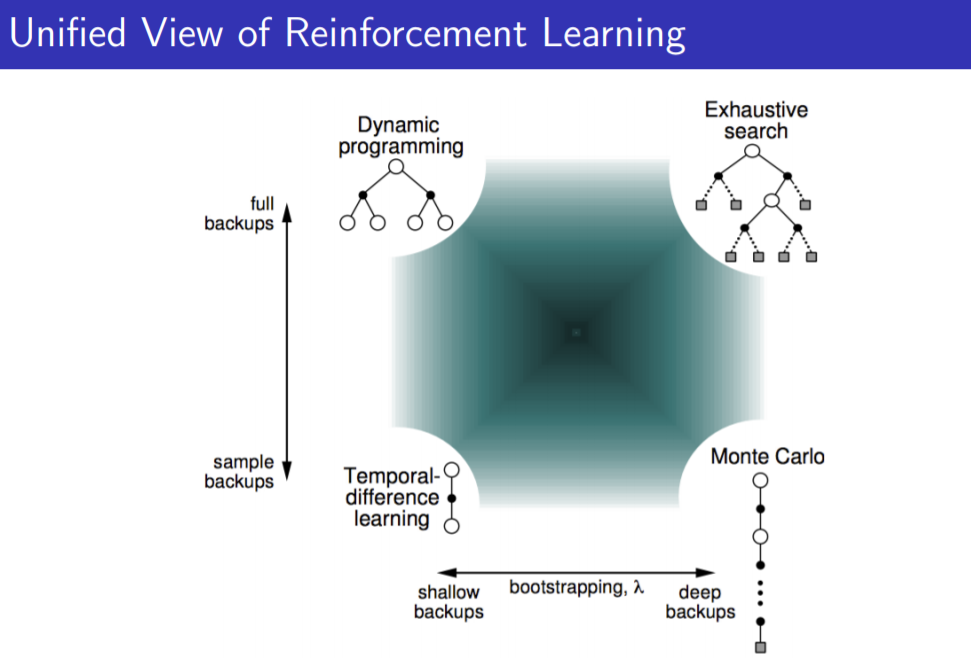 Unified View of Reinforcement Learning
Dynamic
programming
Exhaustive
search
full
backups
sample
backups
Temporal-
difference
learning
Monte Carlo
shallow
backups
bootstrapping, λ
deep
backups